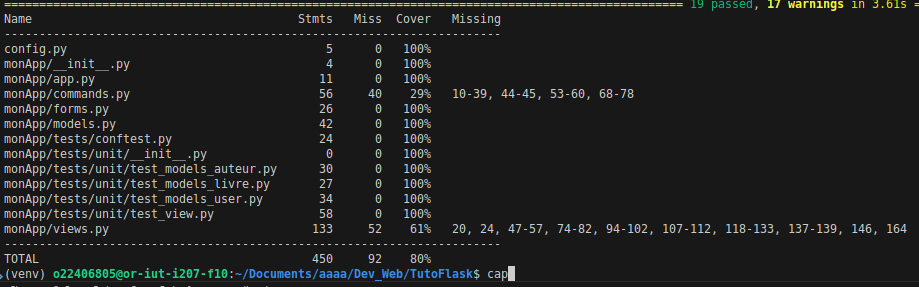 ============================================================================================== 19 passed, 17 warnings in 3.61s =
Name                                      Stmts   Miss  Cover   Missing
-----------------------------------------------------------------------
config.py                                     5      0   100%
monApp/__init__.py                            4      0   100%
monApp/app.py                                11      0   100%
monApp/commands.py                           56     40    29%   10-39, 44-45, 53-60, 68-78
monApp/forms.py                              26      0   100%
monApp/models.py                             42      0   100%
monApp/tests/conftest.py                     24      0   100%
monApp/tests/unit/__init__.py                 0      0   100%
monApp/tests/unit/test_models_auteur.py      30      0   100%
monApp/tests/unit/test_models_livre.py       27      0   100%
monApp/tests/unit/test_models_user.py        34      0   100%
monApp/tests/unit/test_view.py               58      0   100%
monApp/views.py                             133     52    61%   20, 24, 47-57, 74-82, 94-102, 107-112, 118-133, 137-139, 146, 164
-----------------------------------------------------------------------
TOTAL                                       450     92    80%
(venv) o22406805@or-iut-i207-f10:~/Documents/aaaa/Dev_Web/TutoFlask$ cap